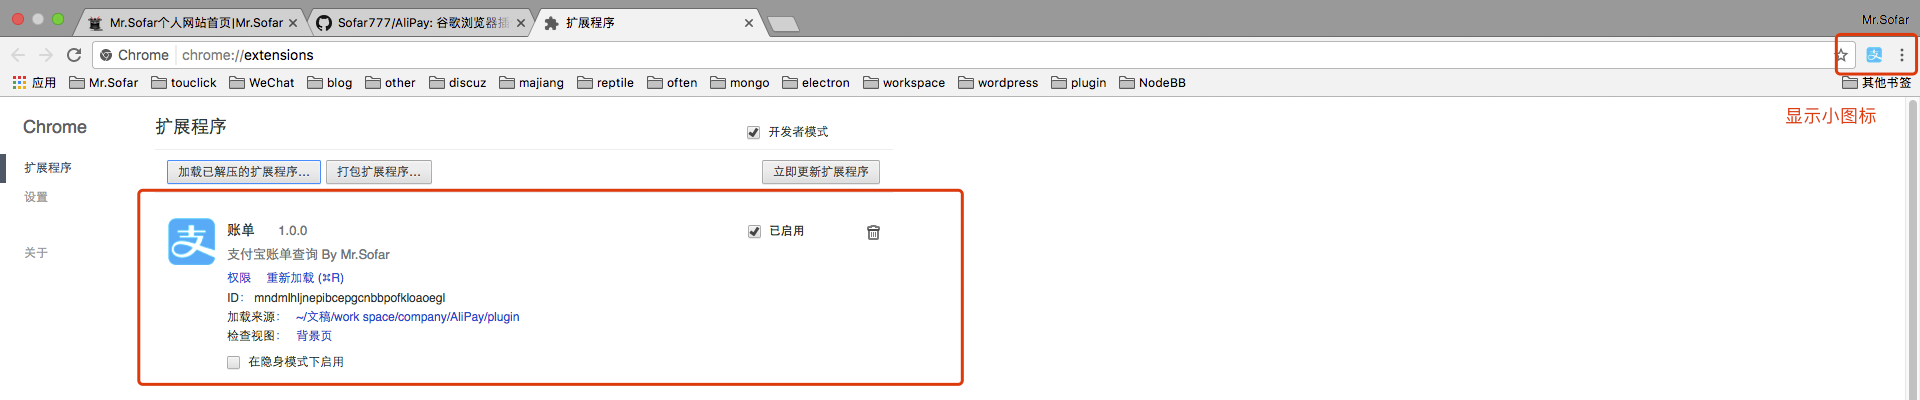 Mr.Sofar个人网站首页|Mr.Sofar
Sofar777/AliPay: 谷歌浏览器插
扩展程序
Mr.Sofar
Chrome chrome://extensions
支
应用 Mr.Sofar touclick WeChat blog other discuz majiang reptile often mongo electron workspace wordpress plugin NodeBB 其他书签
显示小图标
Chrome
扩展程序
设置
关于
扩展程序
开发者模式
加载已解压的扩展程序...
打包扩展程序...
立即更新扩展程序
支
账单 1.0.0
已启用
支付宝账单查询 By Mr.Sofar
权限 重新加载 (⌘R)
ID: mndmlhljnepibcepgcnbbpofkloaoegl
加载来源: ~/文稿/work space/company/AliPay/plugin
检查视图: 背景页
在隐身模式下启用